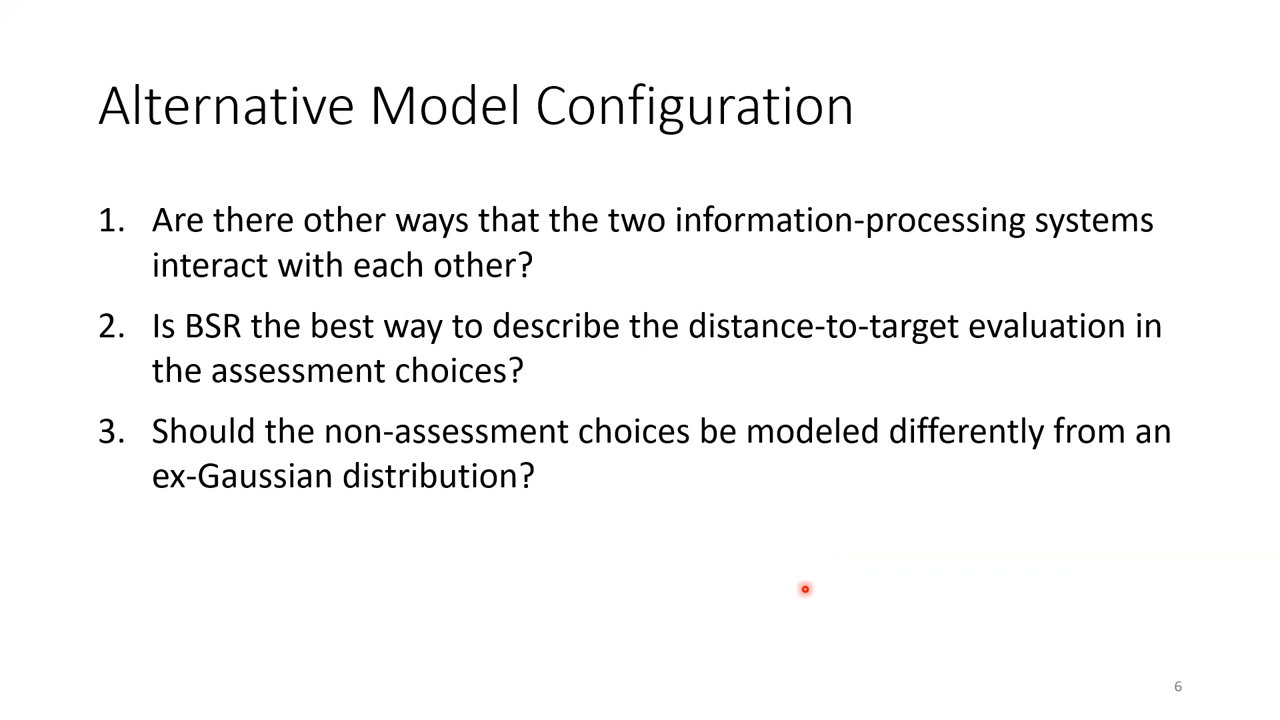 Alternative Model Configuration
1. Are there other ways that the two information-processing systems
interact with each other?
2. Is BSR the best way to describe the distance-to-target evaluation in
the assessment choices?
3. Should the non-assessment choices be modeled differently from an
ex-Gaussian distribution?
6